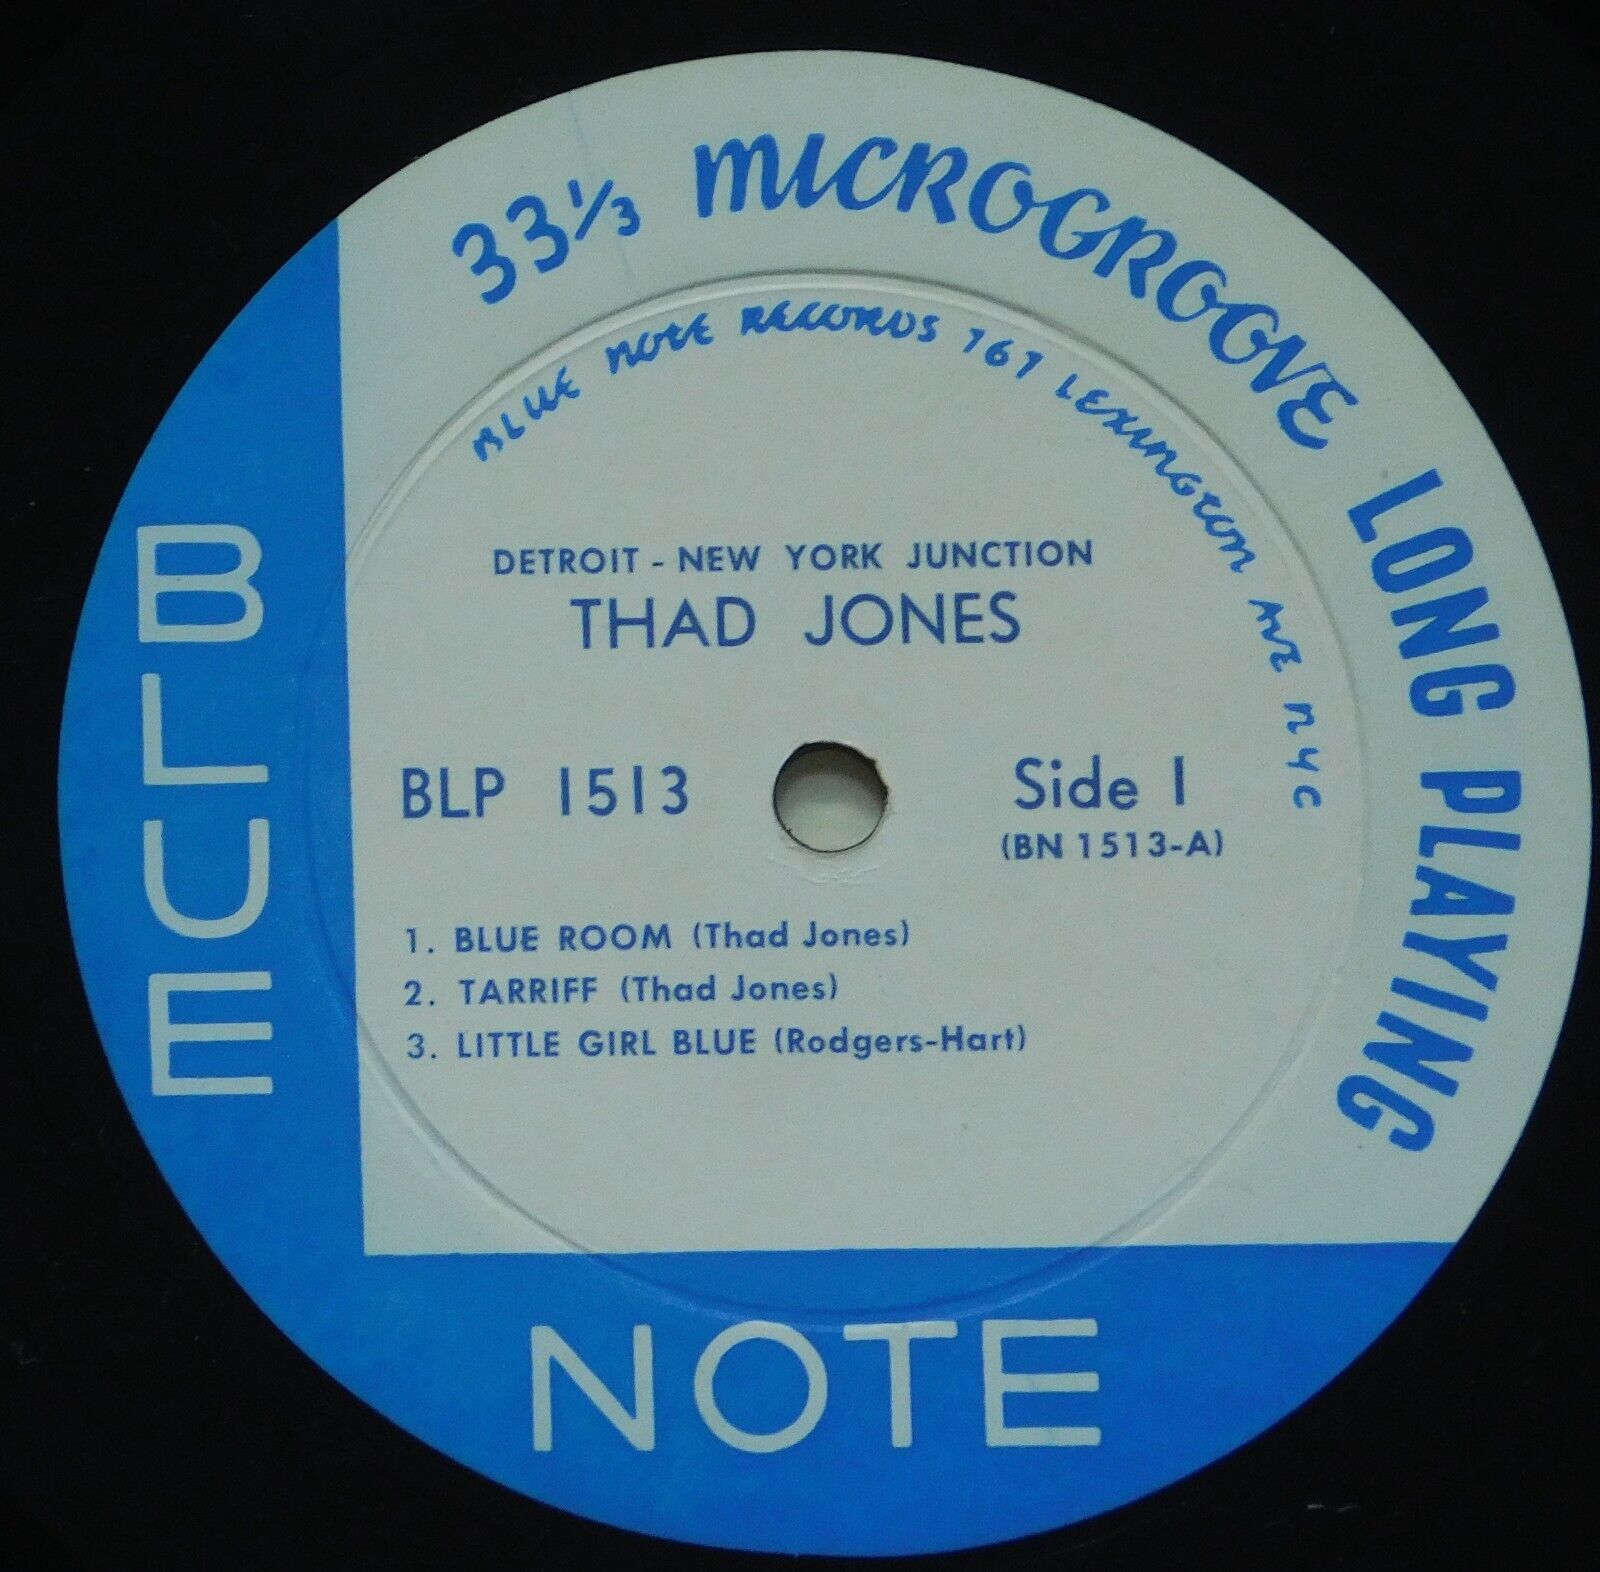 33⅓ MICROGROOVE LONG PLAYING
BLUE NOTE RECORDS 767 LEXINGTON AVE NYC
DETROIT - NEW YORK JUNCTION
THAD JONES
BLP 1513
Side 1
(BN 1513-A)
1. BLUE ROOM (Thad Jones)
2. TARRIFF (Thad Jones)
3. LITTLE GIRL BLUE (Rodgers-Hart)
BLUE
NOTE